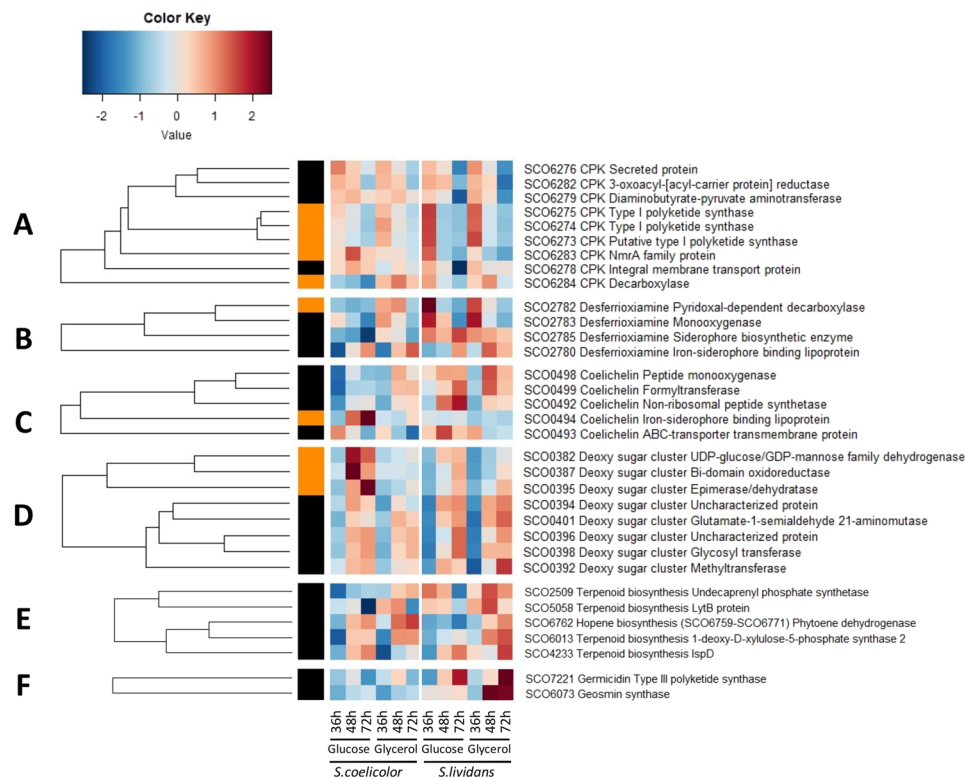 Color Key
-2 -1 0 1 2
Value
A
SCO6276 CPK Secreted protein
SCO6282 CPK 3-oxoacyl-[acyl-carrier protein] reductase
SCO6279 CPK Diaminobutyrate-pyruvate aminotransferase
SCO6275 CPK Type I polyketide synthase
SCO6274 CPK Type I polyketide synthase
SCO6273 CPK Putative type I polyketide synthase
SCO6283 CPK NmrA family protein
SCO6278 CPK Integral membrane transport protein
SCO6284 CPK Decarboxylase
B
SCO2782 Desferrioxiamine Pyridoxal-dependent decarboxylase
SCO2783 Desferrioxiamine Monooxygenase
SCO2785 Desferrioxiamine Siderophore biosynthetic enzyme
SCO2780 Desferrioxiamine Iron-siderophore binding lipoprotein
C
SCO0498 Coelichelin Peptide monooxygenase
SCO0499 Coelichelin Formyltransferase
SCO0492 Coelichelin Non-ribosomal peptide synthetase
SCO0494 Coelichelin Iron-siderophore binding lipoprotein
SCO0493 Coelichelin ABC-transporter transmembrane protein
D
SCO0382 Deoxy sugar cluster UDP-glucose/GDP-mannose family dehydrogenase
SCO0387 Deoxy sugar cluster Bi-domain oxidoreductase
SCO0395 Deoxy sugar cluster Epimerase/dehydratase
SCO0394 Deoxy sugar cluster Uncharacterized protein
SCO0401 Deoxy sugar cluster Glutamate-1-semialdehyde 21-aminomutase
SCO0396 Deoxy sugar cluster Uncharacterized protein
SCO0398 Deoxy sugar cluster Glycosyl transferase
SCO0392 Deoxy sugar cluster Methyltransferase
E
SCO2509 Terpenoid biosynthesis Undecaprenyl phosphate synthetase
SCO5058 Terpenoid biosynthesis LytB protein
SCO6762 Hopene biosynthesis (SCO6759-SCO6771) Phytoene dehydrogenase
SCO6013 Terpenoid biosynthesis 1-deoxy-D-xylulose-5-phosphate synthase 2
SCO4233 Terpenoid biosynthesis IspD
F
SCO7221 Germicidin Type III polyketide synthase
SCO6073 Geosmin synthase
36h 48h 72h 36h 48h 72h 36h 48h 72h 36h 48h 72h
Glucose Glycerol Glucose Glycerol
S.coelicolor S.lividans